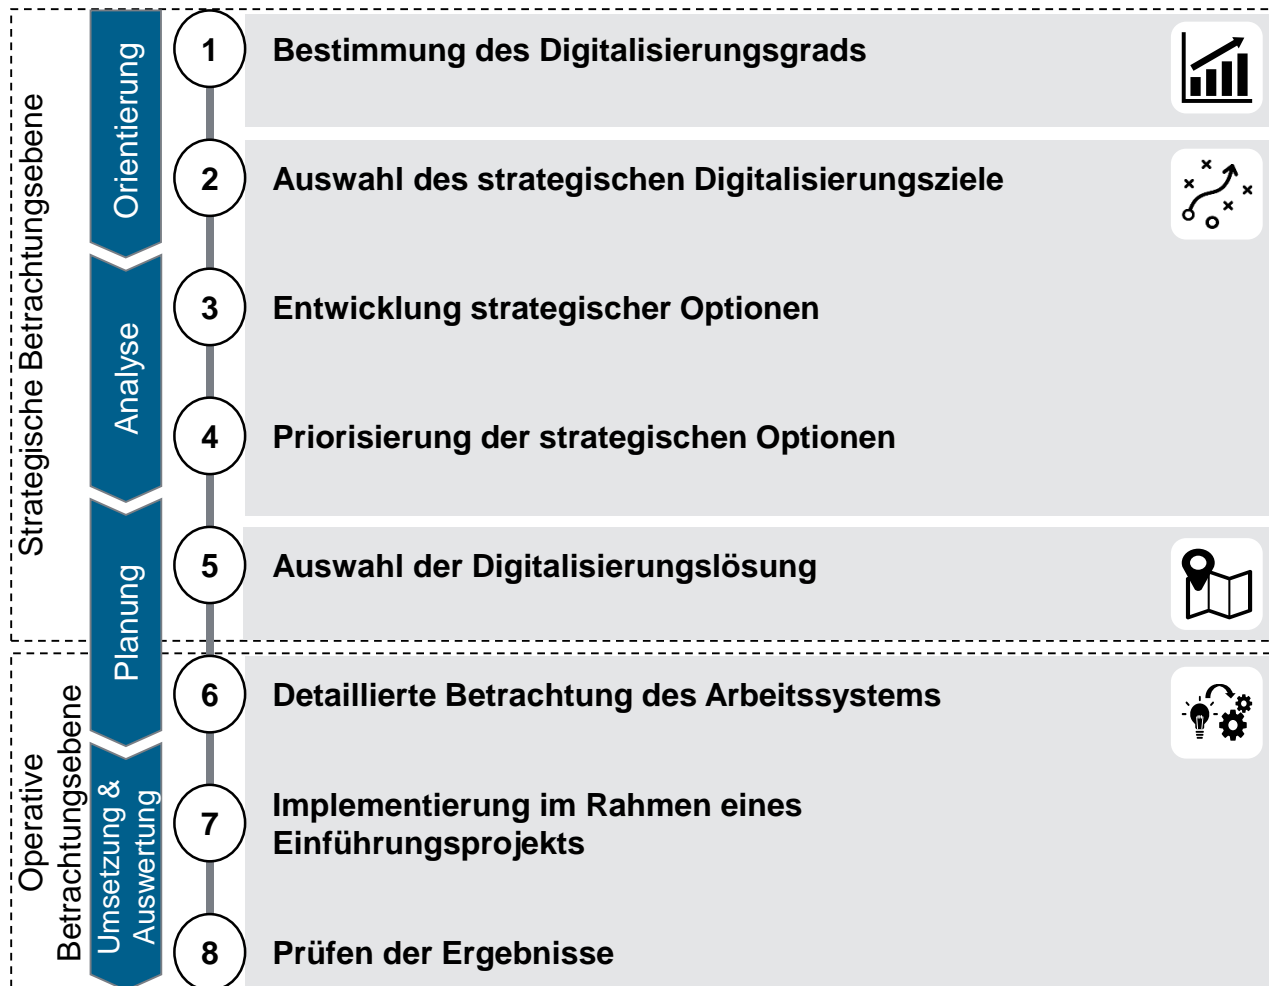 Strategische Betrachtungsebene
Orientierung
1
Bestimmung des Digitalisierungsgrads
2
Auswahl des strategischen Digitalisierungsziele
Analyse
3
Entwicklung strategischer Optionen
4
Priorisierung der strategischen Optionen
Planung
5
Auswahl der Digitalisierungslösung
Operative
Betrachtungsebene
6
Detaillierte Betrachtung des Arbeitssystems
Umsetzung &
Auswertung
7
Implementierung im Rahmen eines
Einführungsprojekts
8
Prüfen der Ergebnisse